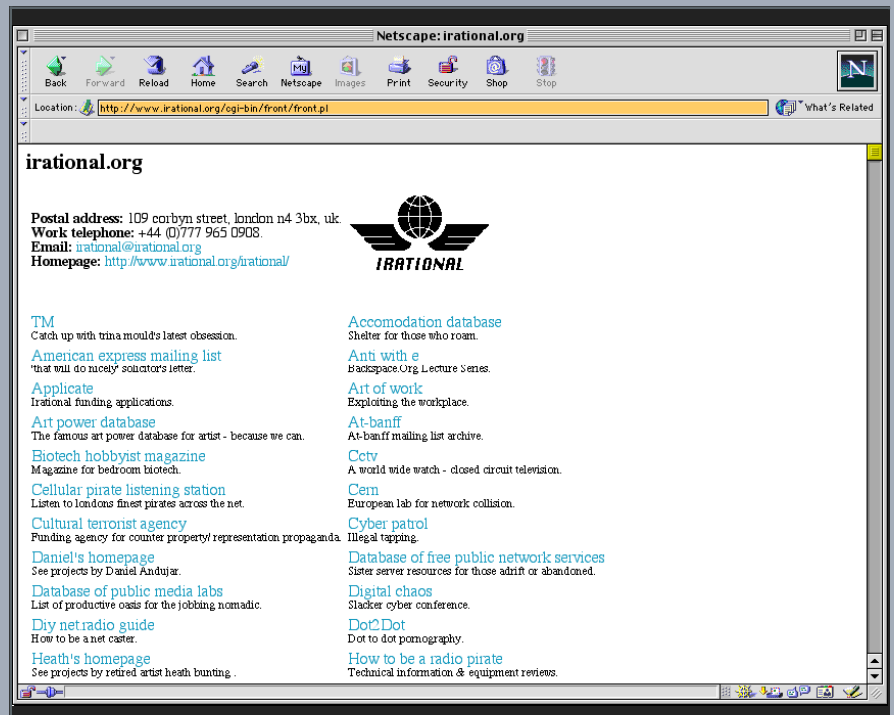 Netscape: irational.org
Back Forward Reload Home Search Netscape Images Print Security Shop Stop
Location: http://www.irational.org/cgi-bin/front/front.pl What's Related
irational.org
Postal address: 109 corbyn street, london n4 3bx, uk.
Work telephone: +44 (0)777 965 0908.
Email: irational@irational.org
Homepage: http://www.irational.org/irational/
IRATIONAL
TM
Catch up with trina mould's latest obsession.
American express mailing list
'that will do nicely' solicitor's letter.
Applicate
Irational funding applications.
Art power database
The famous art power database for artist - because we can.
Biotech hobbyist magazine
Magazine for bedroom biotech.
Cellular pirate listening station
Listen to londons finest pirates across the net.
Cultural terrorist agency
Funding agency for counter property/ representation propaganda.
Daniel's homepage
See projects by Daniel Andujar.
Database of public media labs
List of productive oasis for the jobbing nomadic.
Diy net.radio guide
How to be a net caster.
Heath's homepage
See projects by retired artist heath bunting .
Accomodation database
Shelter for those who roam.
Anti with e
Backspace.Org Lecture Series.
Art of work
Exploiting the workplace.
At-banff
At-banff mailing list archive.
Cctv
A world wide watch - closed circuit television.
Cern
European lab for network collision.
Cyber patrol
Illegal tapping.
Database of free public network services
Sister server resources for those adrift or abandoned.
Digital chaos
Slacker cyber conference.
Dot2Dot
Dot to dot pornography.
How to be a radio pirate
Technical information & equipment reviews.